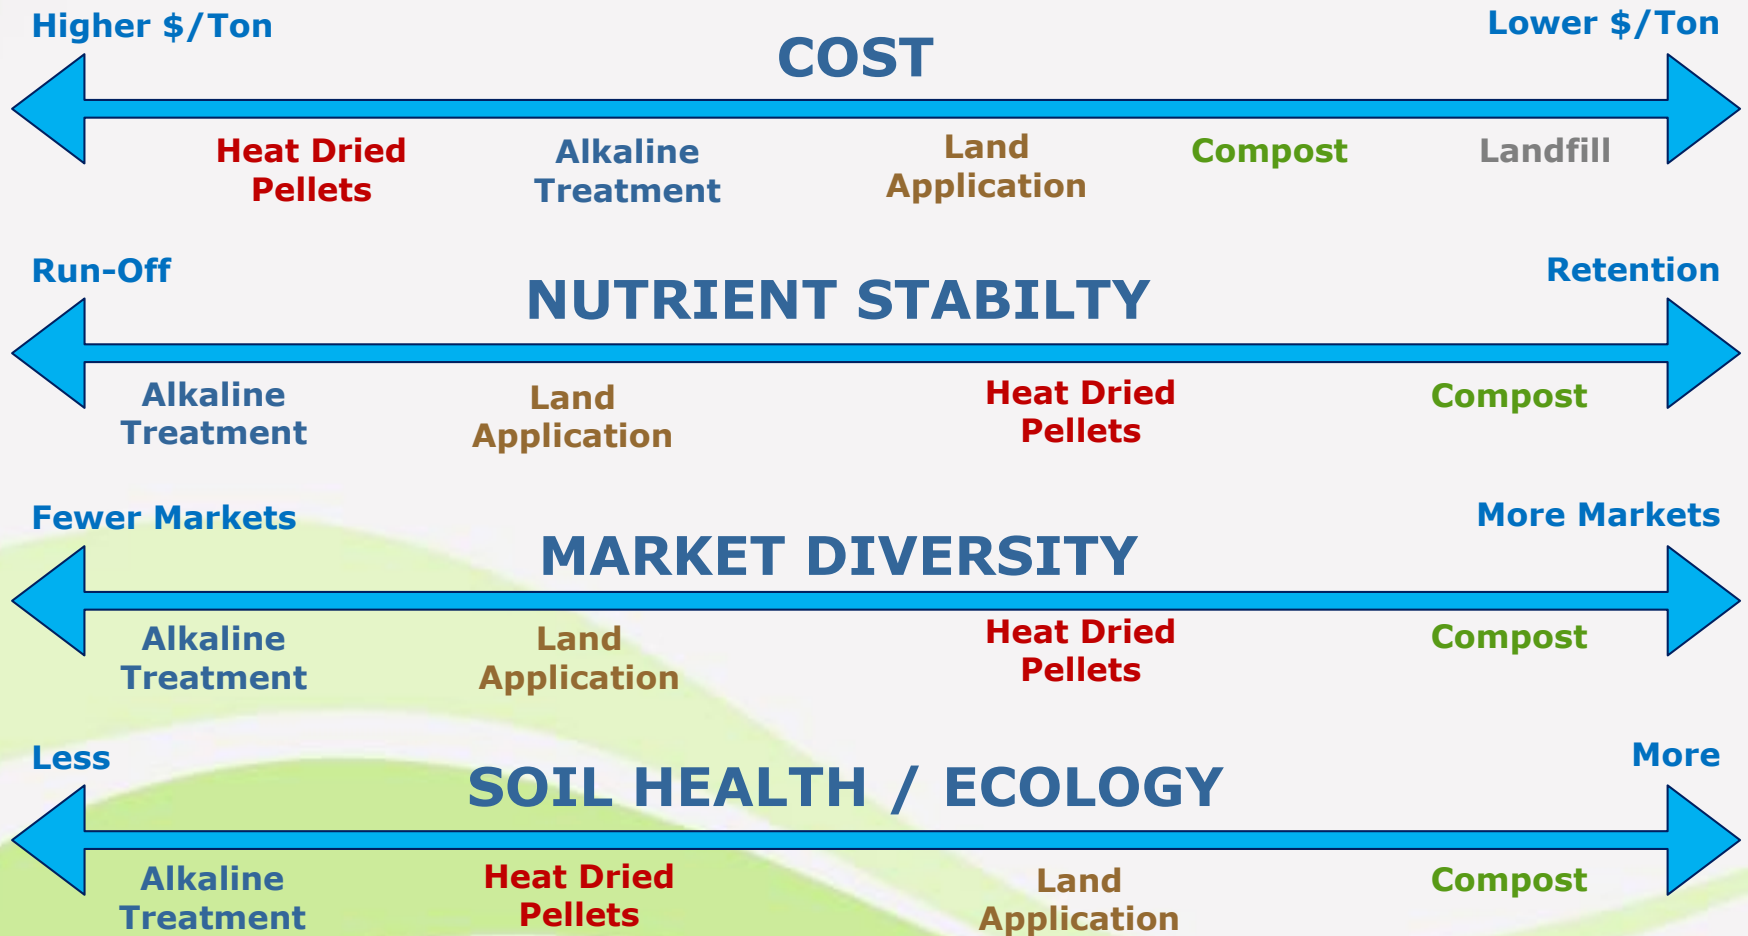 Higher $/Ton
Lower $/Ton
COST
Heat Dried
Pellets
Alkaline
Treatment
Land
Application
Compost
Landfill
Run-Off
Retention
NUTRIENT STABILTY
Alkaline
Treatment
Land
Application
Heat Dried
Pellets
Compost
Fewer Markets
More Markets
MARKET DIVERSITY
Alkaline
Treatment
Land
Application
Heat Dried
Pellets
Compost
Less
More
SOIL HEALTH / ECOLOGY
Alkaline
Treatment
Heat Dried
Pellets
Land
Application
Compost